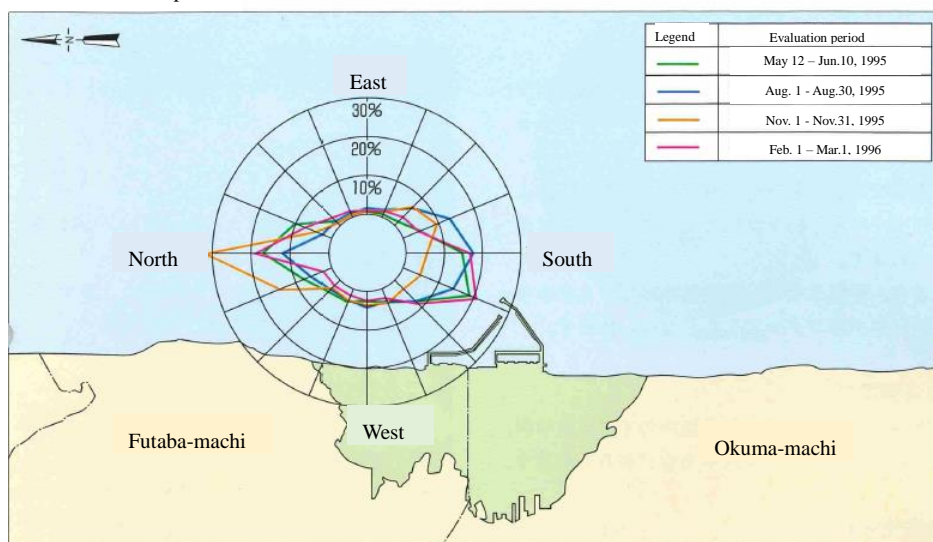 N
Legend Evaluation period
May 12 – Jun.10, 1995
Aug. 1 - Aug.30, 1995
Nov. 1 - Nov.31, 1995
Feb. 1 – Mar.1, 1996
East
30%
20%
10%
North
South
West
Futaba-machi
Okuma-machi